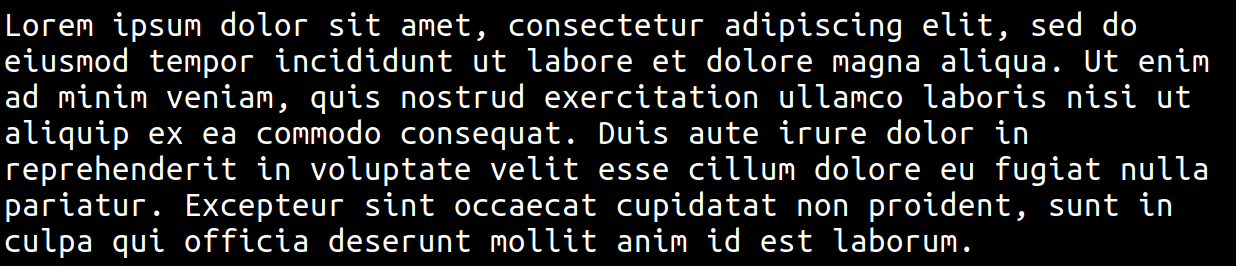 Lorem ipsum dolor sit amet, consectetur adipiscing elit, sed do
eiusmod tempor incididunt ut labore et dolore magna aliqua. Ut enim
ad minim veniam, quis nostrud exercitation ullamco laboris nisi ut
aliquip ex ea commodo consequat. Duis aute irure dolor in
reprehenderit in voluptate velit esse cillum dolore eu fugiat nulla
pariatur. Excepteur sint occaecat cupidatat non proident, sunt in
culpa qui officia deserunt mollit anim id est laborum.